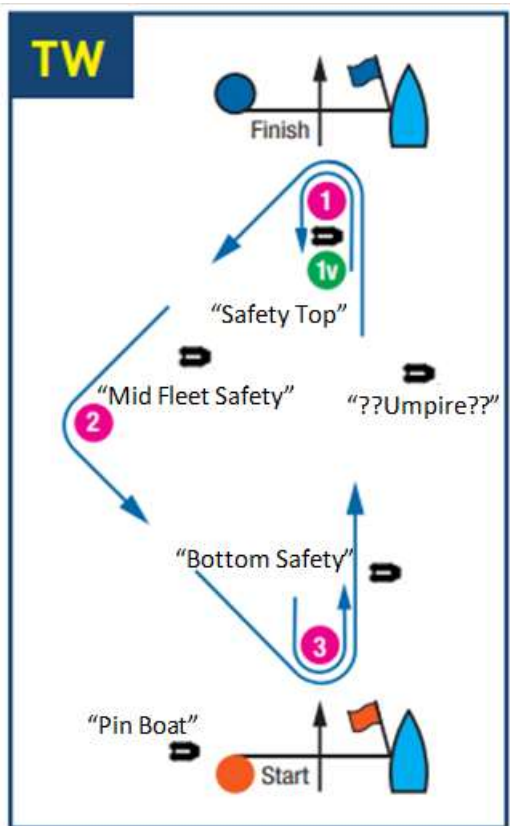 TW
Finish
1
1v
“Safety Top”
“Mid Fleet Safety”
“??Umpire??”
2
“Bottom Safety”
3
“Pin Boat”
Start